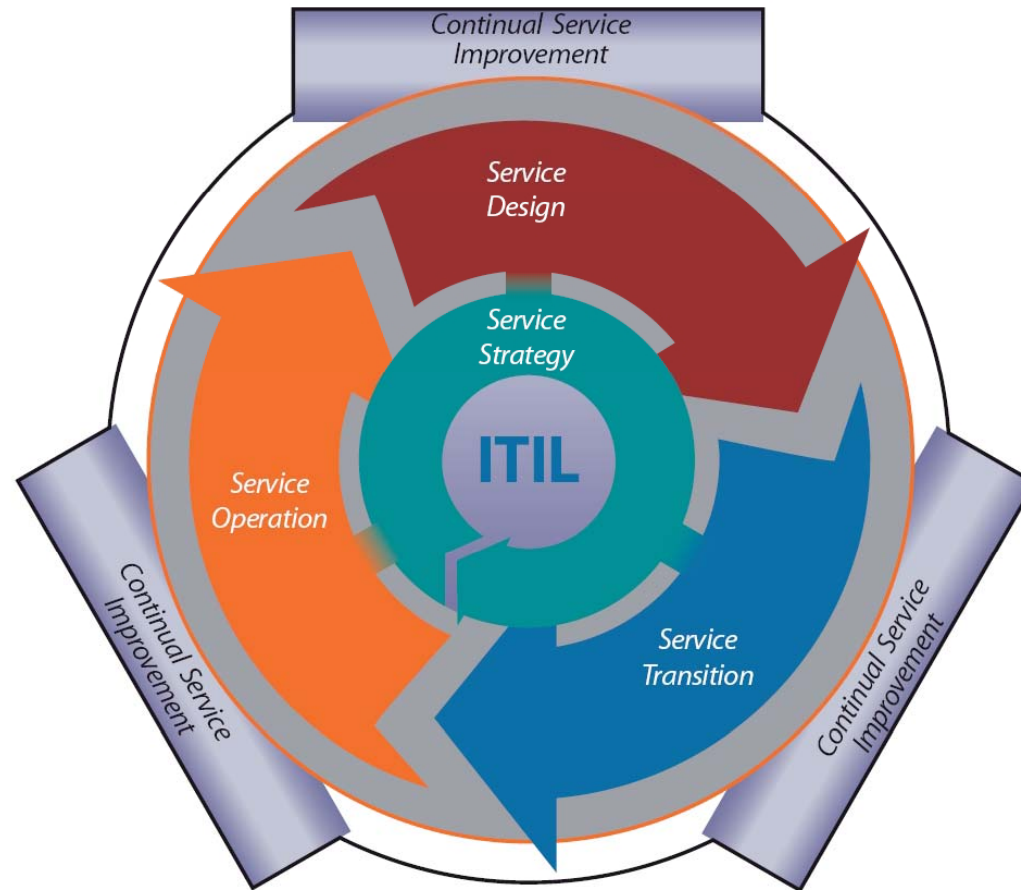 Continual Service
Improvement
Service
Design
Service
Strategy
ITIL
Service
Operation
Service
Transition
Continual Service
Improvement
Continual Service
Improvement